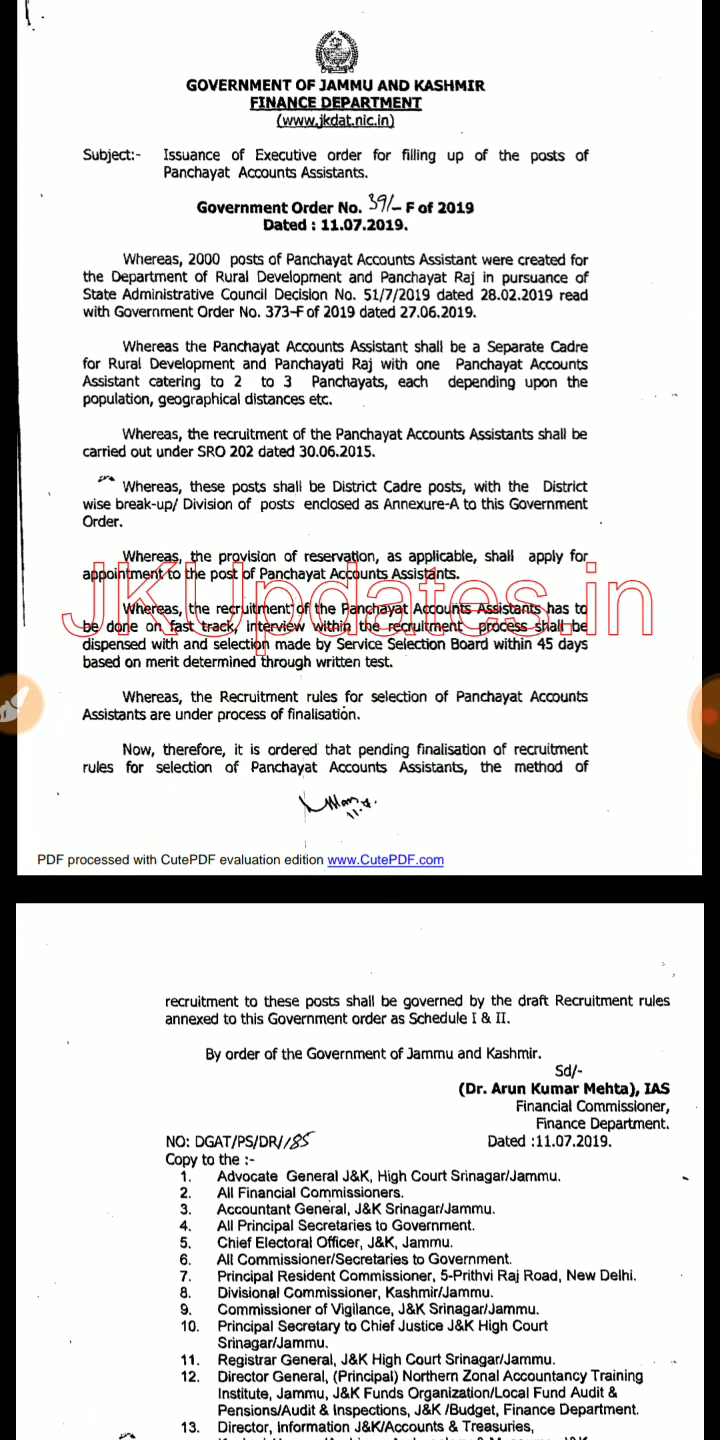 GOVERNMENT OF JAMMU AND KASHMIR
FINANCE DEPARTMENT
(www.jkdat.nic.in)
Subject:- Issuance of Executive order for filling up of the posts of
Panchayat Accounts Assistants.
Government Order No. 391- F of 2019
Dated : 11.07.2019.
Whereas, 2000 posts of Panchayat Accounts Assistant were created for
the Department of Rural Development and Panchayat Raj in pursuance of
State Administrative Council Decision No. 51/7/2019 dated 28.02.2019 read
with Government Order No. 373-F of 2019 dated 27.06.2019.
Whereas the Panchayat Accounts Assistant shall be a Separate Cadre
for Rural Development and Panchayati Raj with one Panchayat Accounts
Assistant catering to 2 to 3 Panchayats, each depending upon the
population, geographical distances etc.
Whereas, the recruitment of the Panchayat Accounts Assistants shall be
carried out under SRO 202 dated 30.06.2015.
Whereas, these posts shall be District Cadre posts, with the District
wise break-up/ Division of posts enclosed as Annexure-A to this Government
Order.
Whereas, the provision of reservation, as applicable, shall apply for
appointment to the post of Panchayat Accounts Assistants.
JKUpdates.in
Whereas, the recruitment of the Panchayat Accounts Assistants has to
be done on fast track, interview within the recruitment process shall be
dispensed with and selection made by Service Selection Board within 45 days
based on merit determined through written test.
Whereas, the Recruitment rules for selection of Panchayat Accounts
Assistants are under process of finalisation.
Now, therefore, it is ordered that pending finalisation of recruitment
rules for selection of Panchayat Accounts Assistants, the method of
PDF processed with CutePDF evaluation edition www.CutePDF.com
recruitment to these posts shall be governed by the draft Recruitment rules
annexed to this Government order as Schedule I & II.
By order of the Government of Jammu and Kashmir.
Sd/-
(Dr. Arun Kumar Mehta), IAS
Financial Commissioner,
Finance Department.
NO: DGAT/PS/DR//85 Dated :11.07.2019.
Copy to the :-
1. Advocate General J&K, High Court Srinagar/Jammu.
2. All Financial Commissioners.
3. Accountant General, J&K Srinagar/Jammu.
4. All Principal Secretaries to Government.
5. Chief Electoral Officer, J&K, Jammu.
6. All Commissioner/Secretaries to Government.
7. Principal Resident Commissioner, 5-Prithvi Raj Road, New Delhi.
8. Divisional Commissioner, Kashmir/Jammu.
9. Commissioner of Vigilance, J&K Srinagar/Jammu.
10. Principal Secretary to Chief Justice J&K High Court
Srinagar/Jammu.
11. Registrar General, J&K High Court Srinagar/Jammu.
12. Director General, (Principal) Northern Zonal Accountancy Training
Institute, Jammu, J&K Funds Organization/Local Fund Audit &
Pensions/Audit & Inspections, J&K /Budget, Finance Department.
13. Director, Information J&K/Accounts & Treasuries,